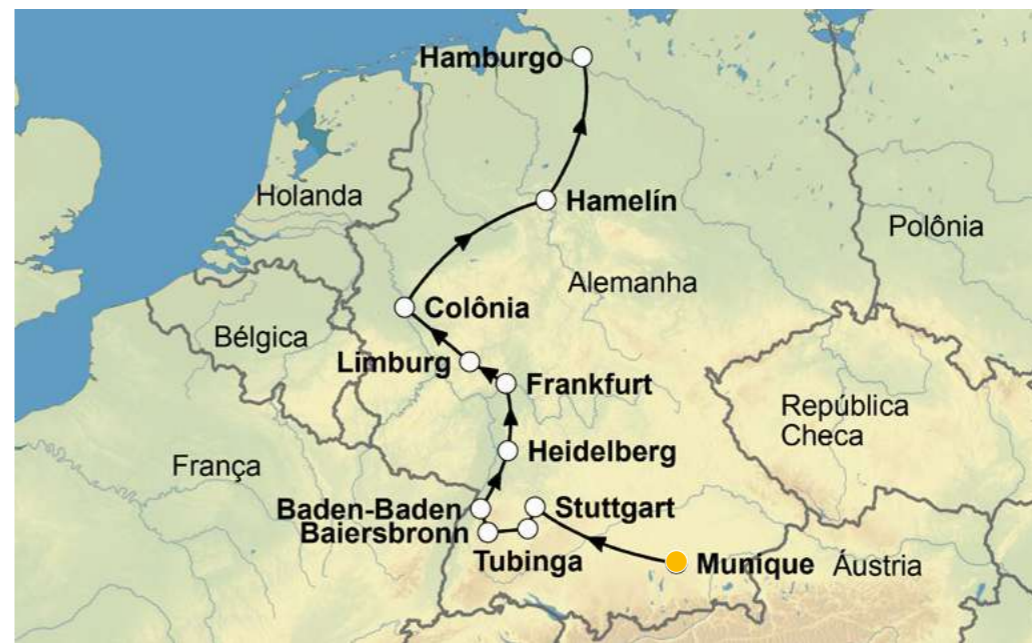 Hamburgo
Holanda
Hamelín
Polônia
Alemanha
Colônia
Bélgica
Limburg
Frankfurt
República
Checa
Heidelberg
França
Baden-Baden
Stuttgart
Baiersbronn
Tubinga
Munique
Áustria